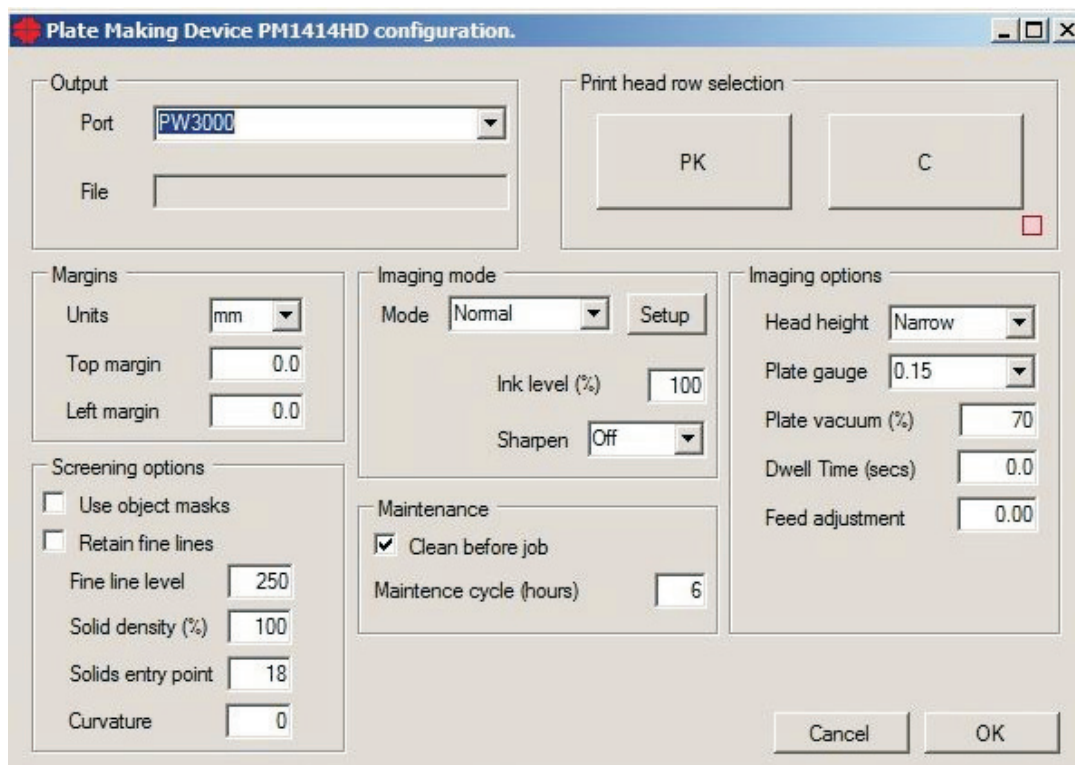 Plate Making Device PM1414HD configuration.
Output
Port PW3000
File
Print head row selection
PK C
Margins
Units mm
Top margin 0.0
Left margin 0.0
Imaging mode
Mode Normal Setup
Ink level (%) 100
Sharpen Off
Imaging options
Head height Narrow
Plate gauge 0.15
Plate vacuum (%) 70
Dwell Time (secs) 0.0
Feed adjustment 0.00
Screening options
Use object masks
Retain fine lines
Fine line level 250
Solid density (%) 100
Solids entry point 18
Curvature 0
Maintenance
Clean before job
Maintence cycle (hours) 6
Cancel OK